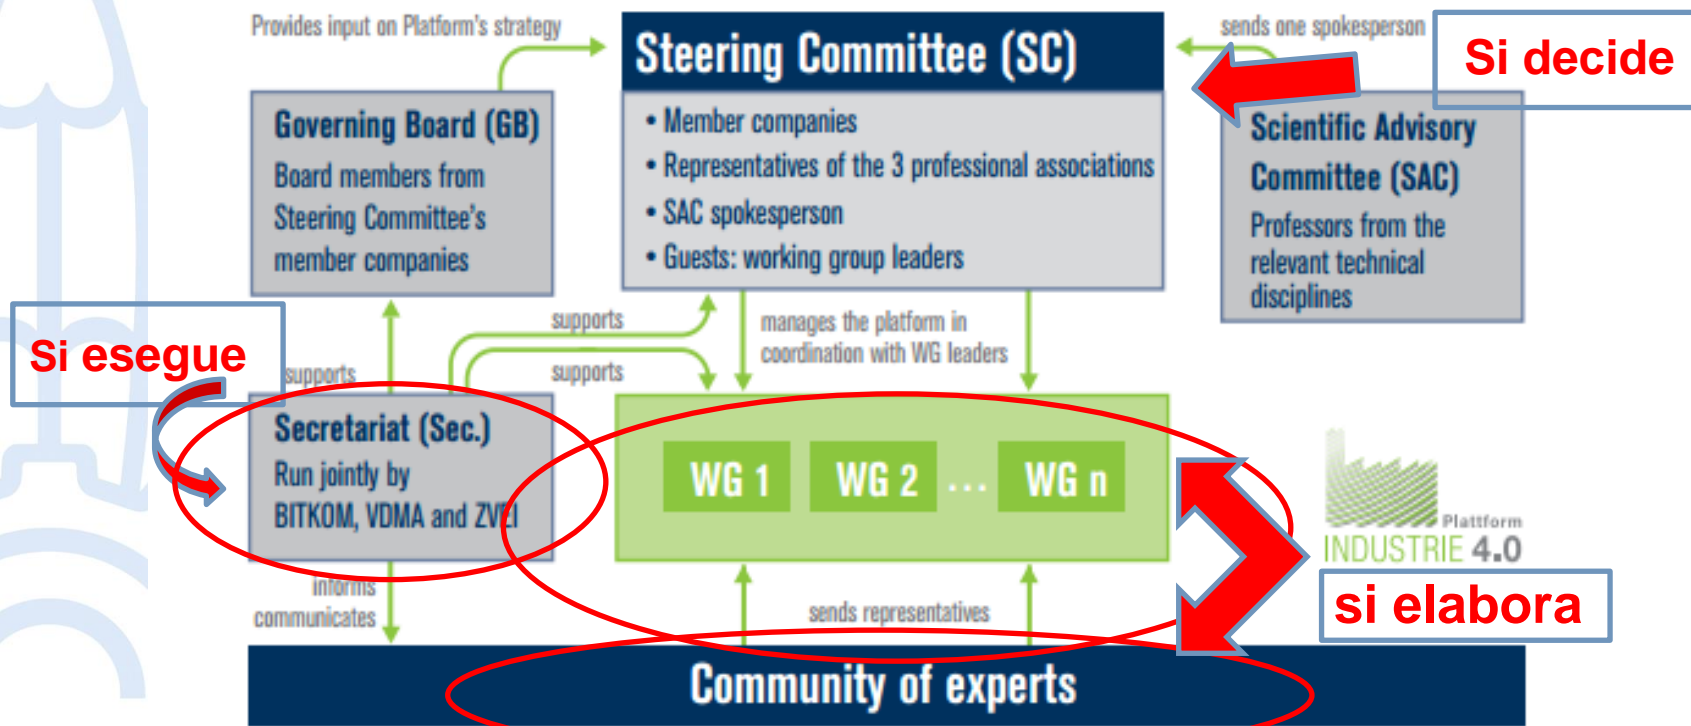 Provides input on Platform's strategy
Steering Committee (SC)
• Member companies
• Representatives of the 3 professional associations
• SAC spokesperson
• Guests: working group leaders
sends one spokesperson
Si decide
Governing Board (GB)
Board members from
Steering Committee's
member companies
Scientific Advisory
Committee (SAC)
Professors from the
relevant technical
disciplines
Si esegue
supports
supports
supports
manages the platform in
coordination with WG leaders
Secretariat (Sec.)
Run jointly by
BITKOM, VDMA and ZVEI
WG 1
WG 2
...
WG n
Plattform
INDUSTRIE 4.0
si elabora
informs
communicates
sends representatives
Community of experts